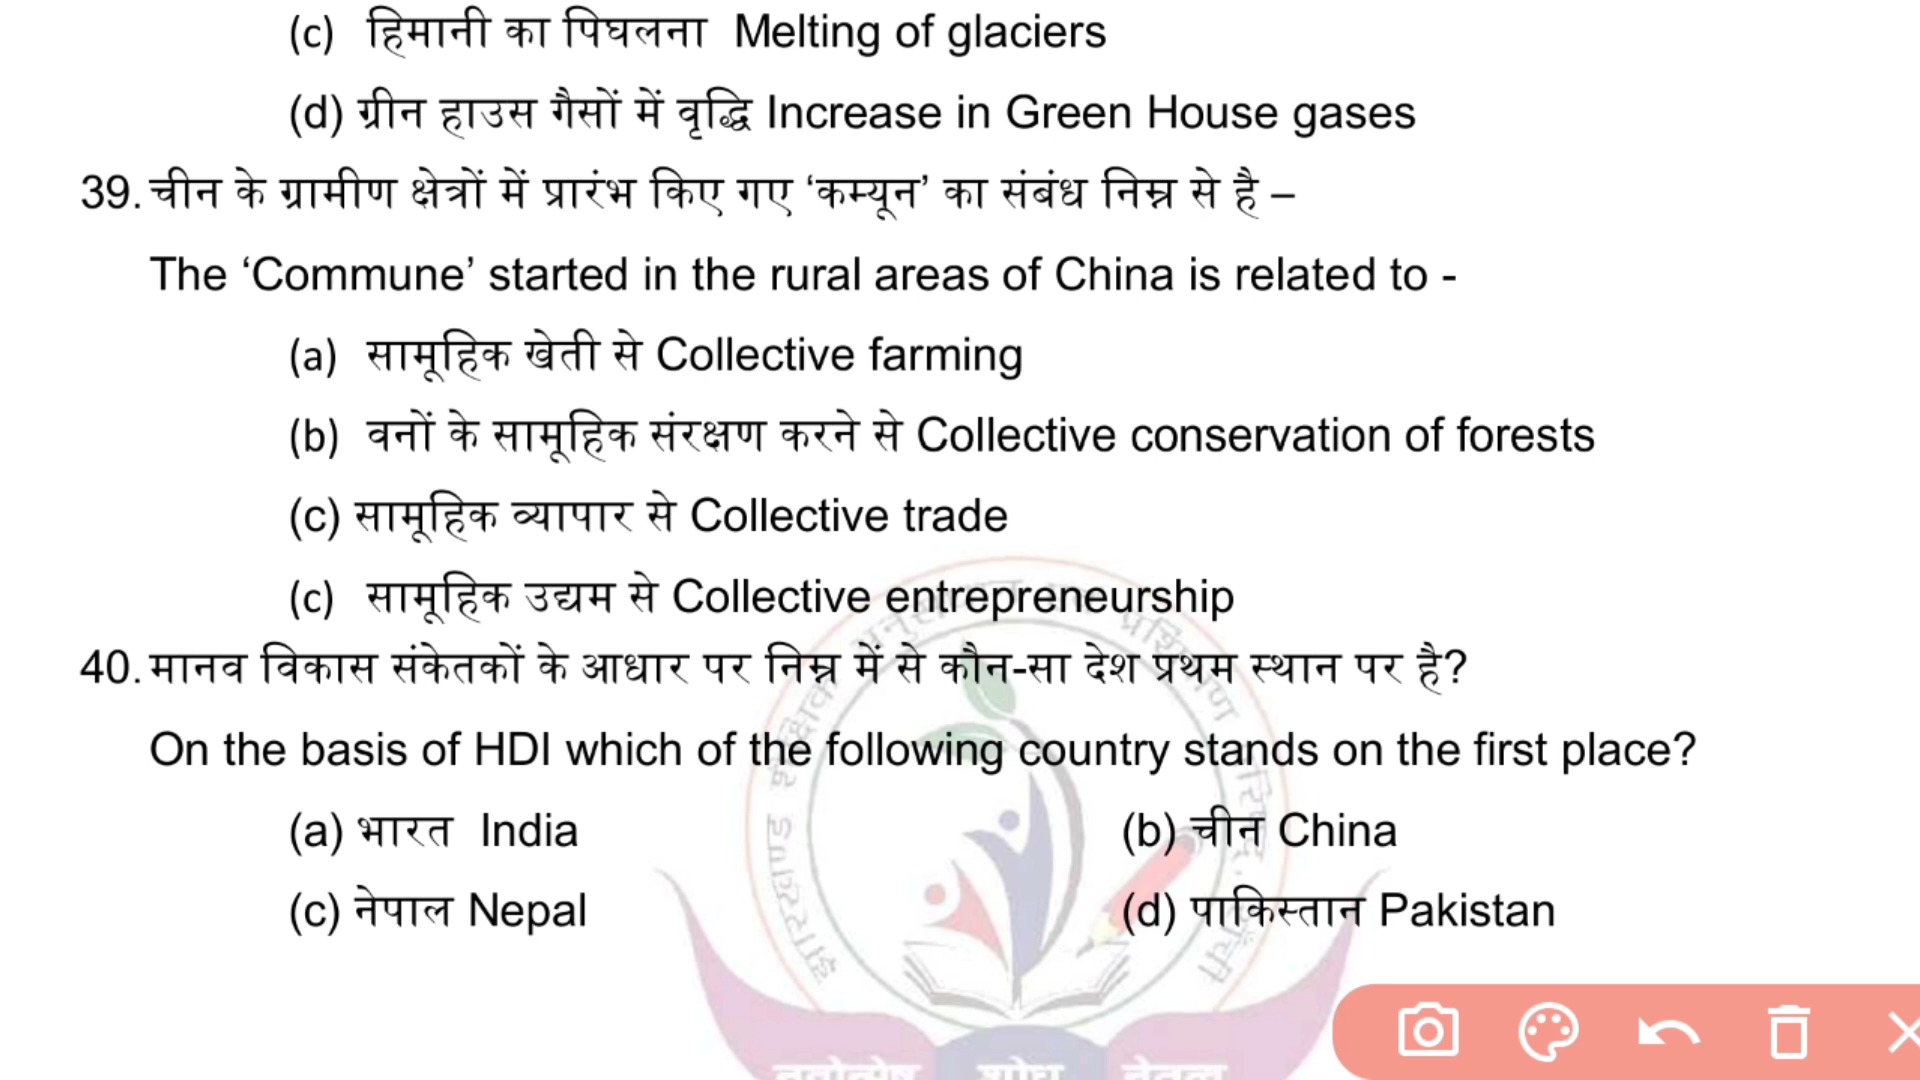 (c) हिमानी का पिघलना Melting of glaciers
(d) ग्रीन हाउस गैसों में वृद्धि Increase in Green House gases
39. चीन के ग्रामीण क्षेत्रों में प्रारंभ किए गए ‘कम्यून’ का संबंध निम्न से है –
The ‘Commune’ started in the rural areas of China is related to -
(a) सामूहिक खेती से Collective farming
(b) वनों के सामूहिक संरक्षण करने से Collective conservation of forests
(c) सामूहिक व्यापार से Collective trade
(c) सामूहिक उद्यम से Collective entrepreneurship
40. मानव विकास संकेतकों के आधार पर निम्न में से कौन-सा देश प्रथम स्थान पर है?
On the basis of HDI which of the following country stands on the first place?
(a) भारत India (b) चीन China
(c) नेपाल Nepal (d) पाकिस्तान Pakistan